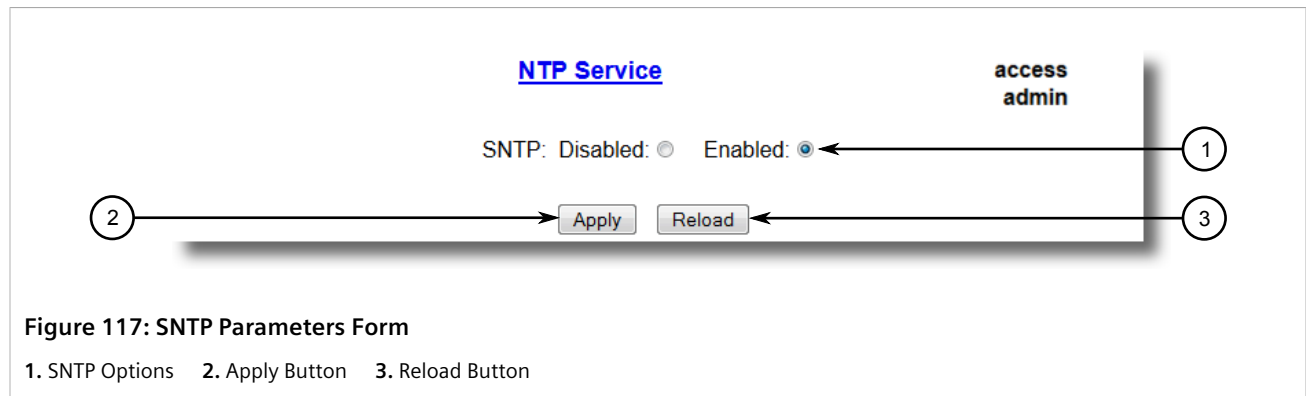 NTP Service
access
admin
SNTP: Disabled: Enabled:
1
2
Apply Reload
3
Figure 117: SNTP Parameters Form
1. SNTP Options 2. Apply Button 3. Reload Button